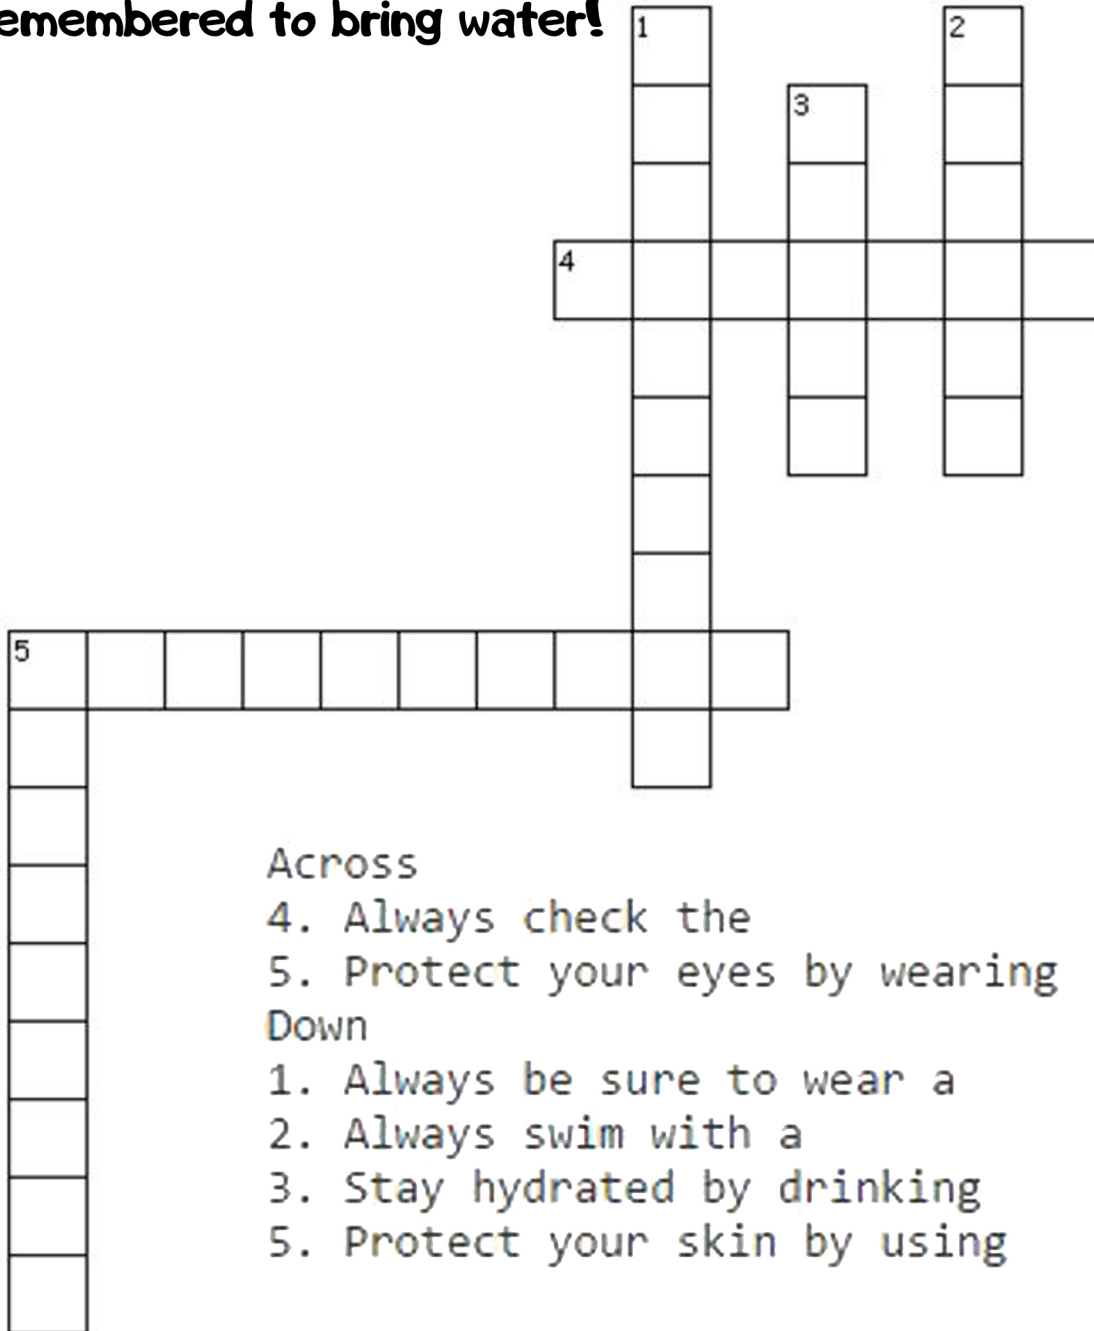 emembered to bring water!
1
2
3
4
5
Across
4. Always check the
5. Protect your eyes by wearing
Down
1. Always be sure to wear a
2. Always swim with a
3. Stay hydrated by drinking
5. Protect your skin by using